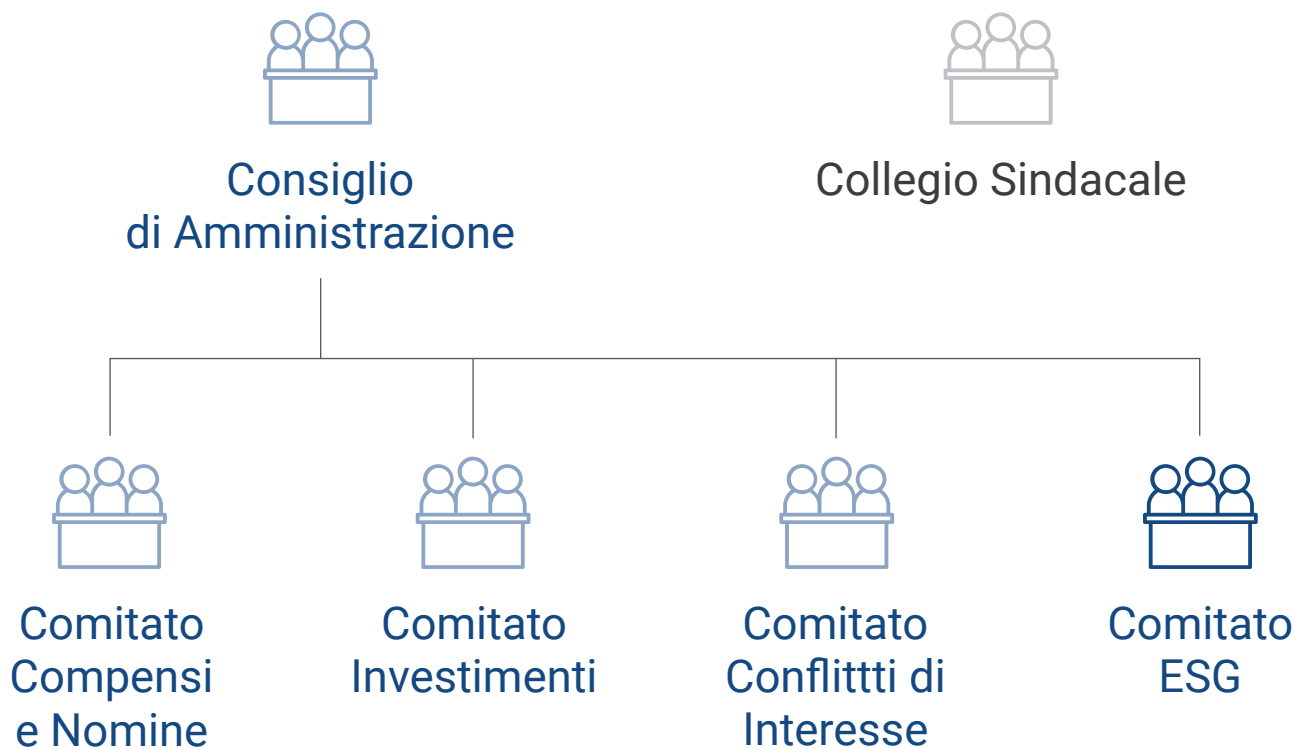 Consiglio
di Amministrazione
Collegio Sindacale
Comitato
Compensi
e Nomine
Comitato
Investimenti
Comitato
Conflittti di
Interesse
Comitato
ESG